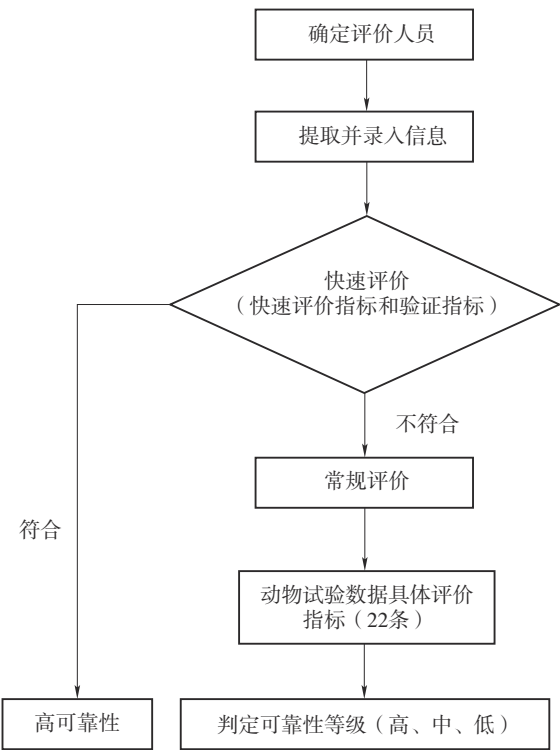 确定评价人员
提取并录入信息
快速评价
（快速评价指标和验证指标）
不符合
常规评价
符合
动物试验数据具体评价
指标（22条）
高可靠性
判定可靠性等级（高、中、低）